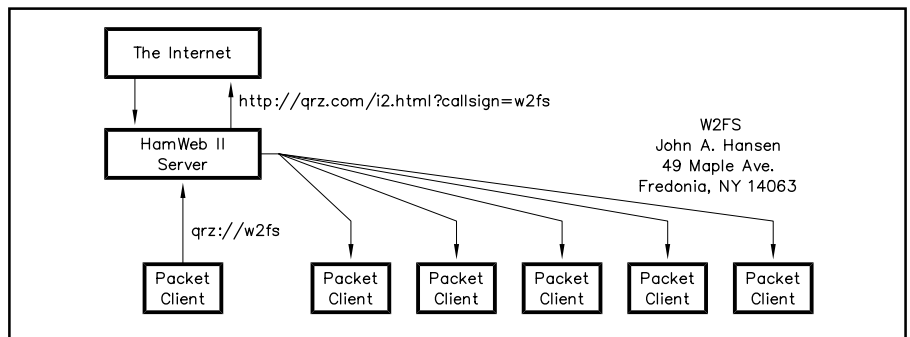 The Internet
http://qrz.com/i2.html?callsign=w2fs
HamWeb II
Server
W2FS
John A. Hansen
49 Maple Ave.
Fredonia, NY 14063
qrz://w2fs
Packet
Client
Packet
Client
Packet
Client
Packet
Client
Packet
Client
Packet
Client